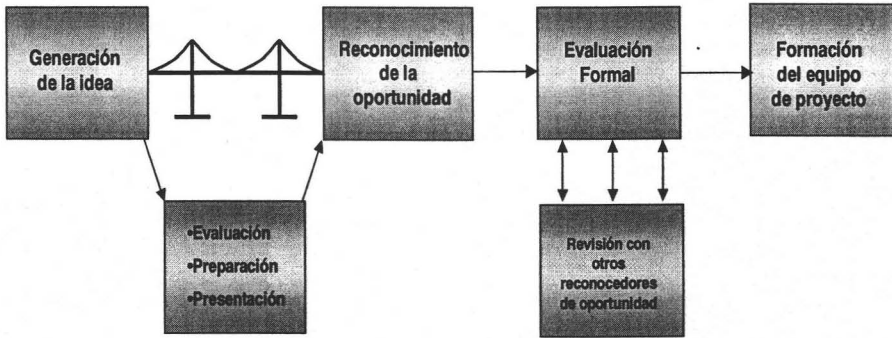 Generación
de la idea
Reconocimiento
de la
oportunidad
Evaluación
Formal
Formación
del equipo
de proyecto
•Evaluación
•Preparación
•Presentación
Revisión con
otros
reconocedores
de oportunidad